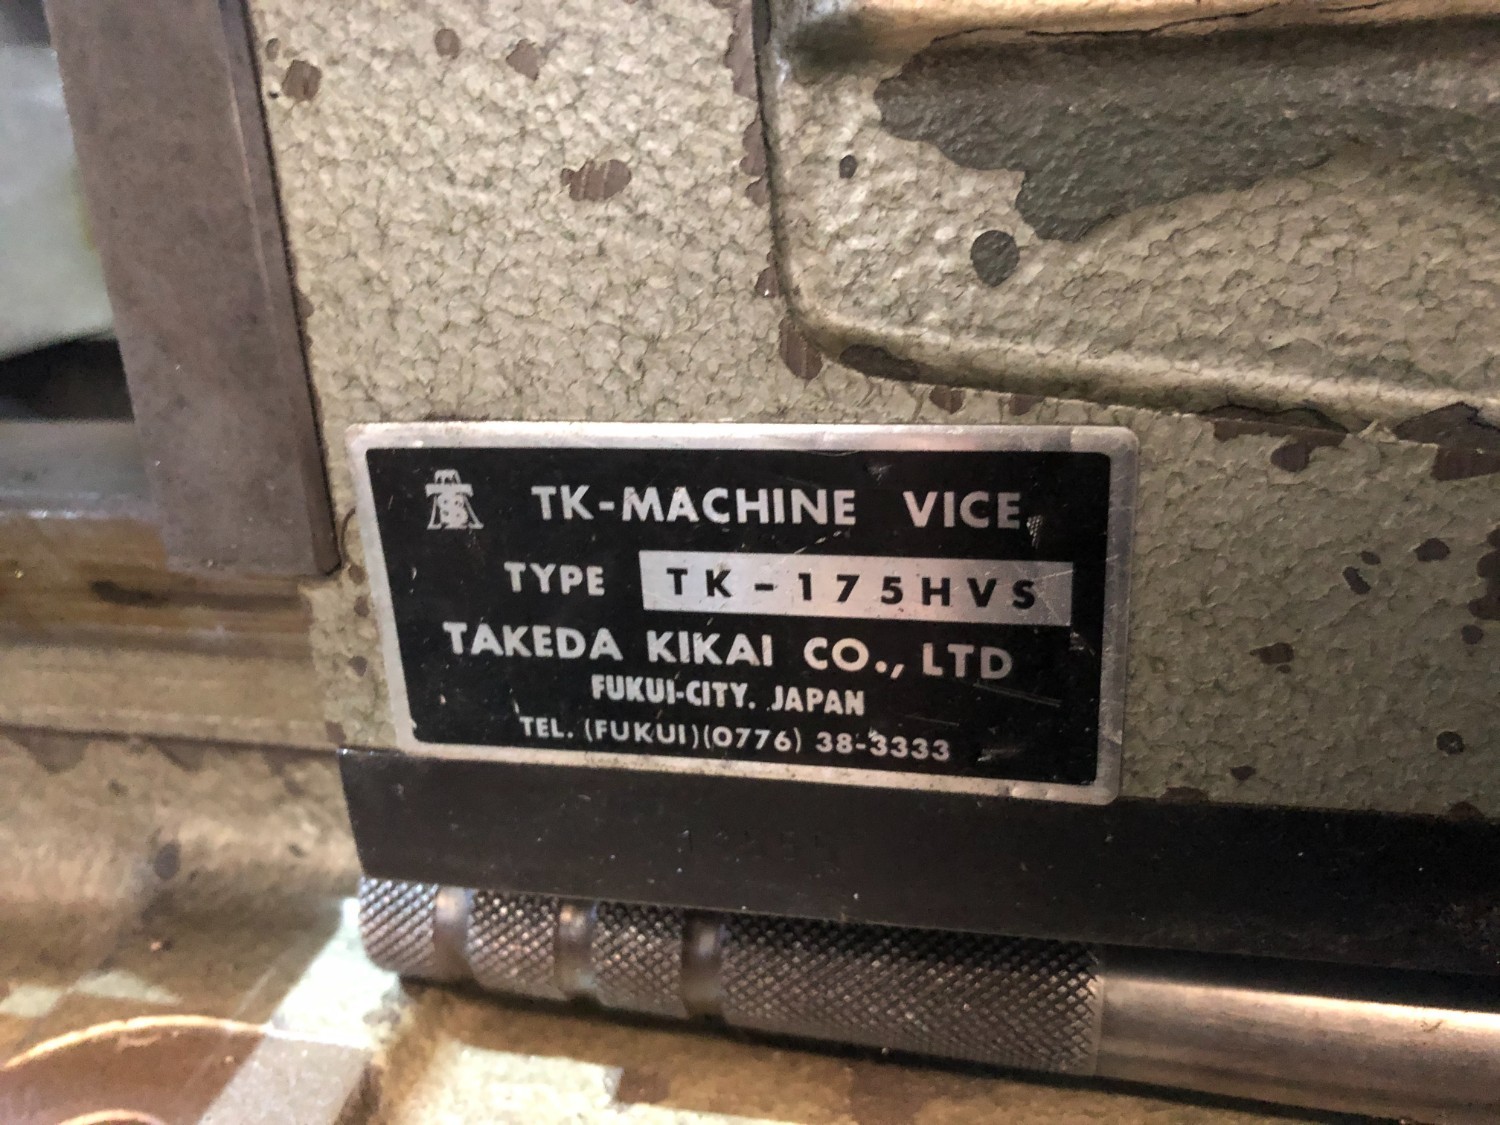 TK-MACHINE VICE
TYPE TK-175HVS
TAKEDA KIKAI CO., LTD
FUKUI-CITY. JAPAN
TEL. (FUKUI)(0776) 38-3333